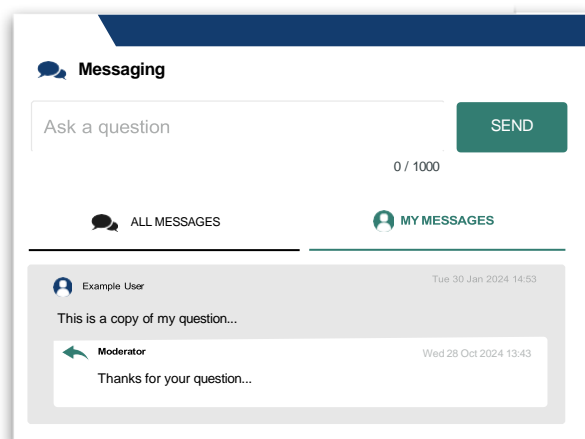 Messaging
Ask a question
SEND
0 / 1000
ALL MESSAGES
MY MESSAGES
Example User
Tue 30 Jan 2024 14:53
This is a copy of my question...
Moderator
Wed 28 Oct 2024 13:43
Thanks for your question...